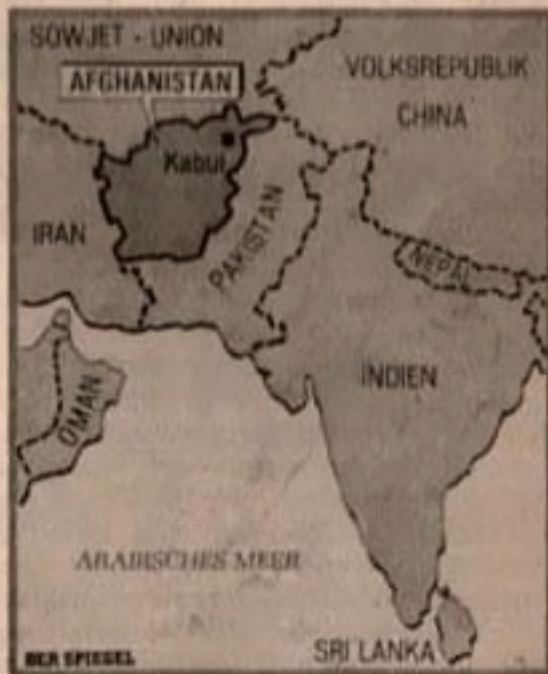 SOWJET - UNION
AFGHANISTAN
VOLKSREPUBLIK
CHINA
Kabul
IRAN
PAKISTAN
NEPAL
INDIEN
OMAN
ARABISCHES MEER
SRI LANKA
DER SPIEGEL